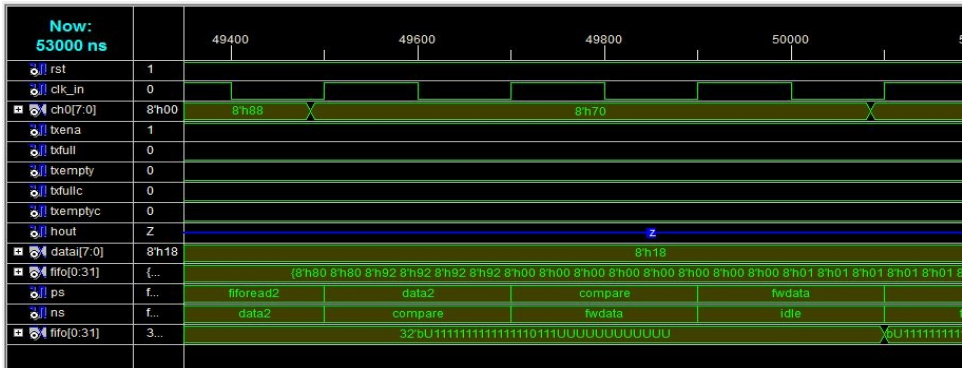 Now:
53000 ns
49400 49600 49800 50000 5
rst 1
clk_in 0
ch0[7:0] 8'h00 8'h88 8'h70
txena 1
txfull 0
txempty 0
txfullc 0
txemptyc 0
hout Z Z
datai[7:0] 8'h18 8'h18
fifo[0:31] {... {8'h80 8'h80 8'h92 8'h92 8'h92 8'h92 8'h00 8'h00 8'h00 8'h00 8'h00 8'h00 8'h00 8'h01 8'h01 8'h01 8'h01 8'h01 8
ps f... fiforead2 data2 compare fwdata
ns f... data2 compare fwdata idle f
fifo[0:31] 3...